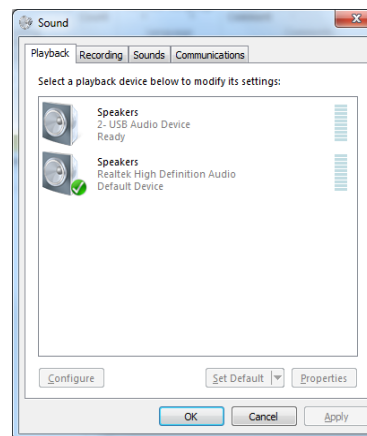 Sound
Playback Recording Sounds Communications
Select a playback device below to modify its settings:
Speakers
2- USB Audio Device
Ready
Speakers
Realtek High Definition Audio
Default Device
Configure Set Default Properties
OK Cancel Apply